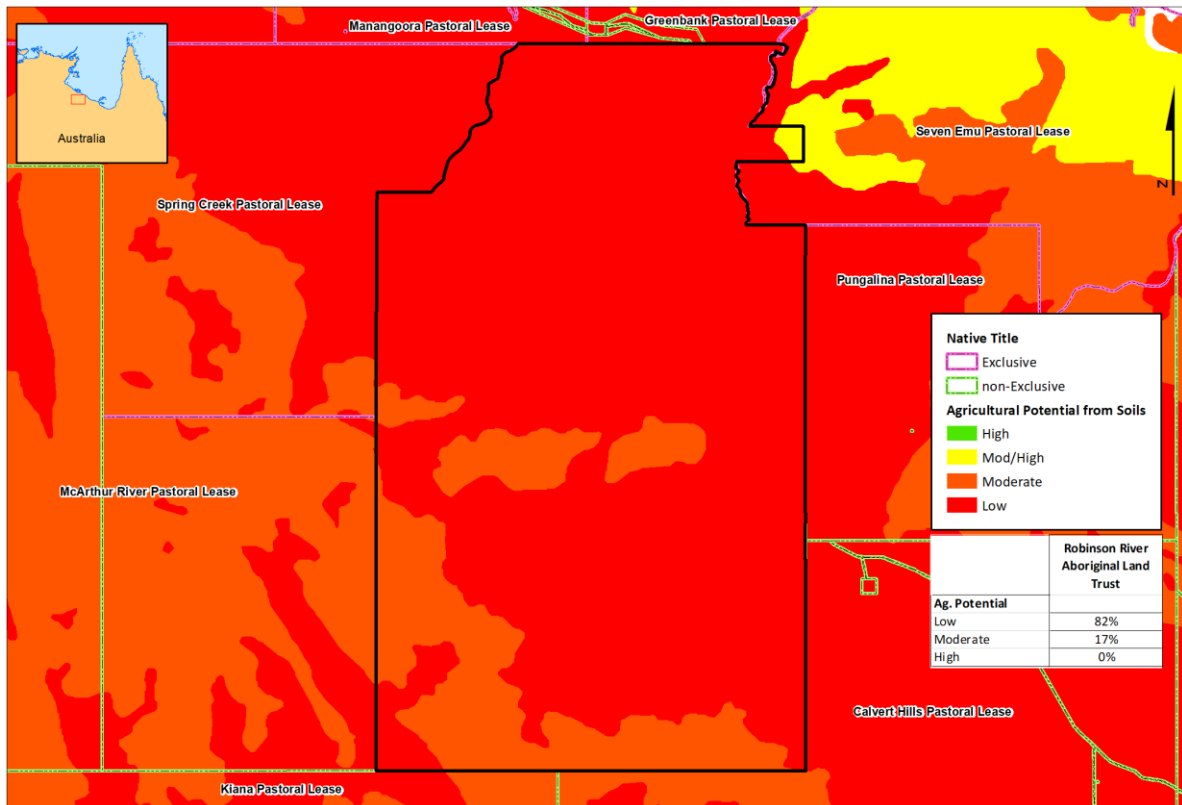 Manangoora Pastoral Lease
Greenbank Pastoral Lease
Australia
Seven Emu Pastoral Lease
N
Spring Creek Pastoral Lease
Pungalina Pastoral Lease
Native Title
Exclusive
non-Exclusive
Agricultural Potential from Soils
High
Mod/High
Moderate
Low
McArthur River Pastoral Lease
Robinson River
Aboriginal Land
Trust
Ag. Potential
Low 82%
Moderate 17%
High 0%
Calvert Hills Pastoral Lease
Kiana Pastoral Lease